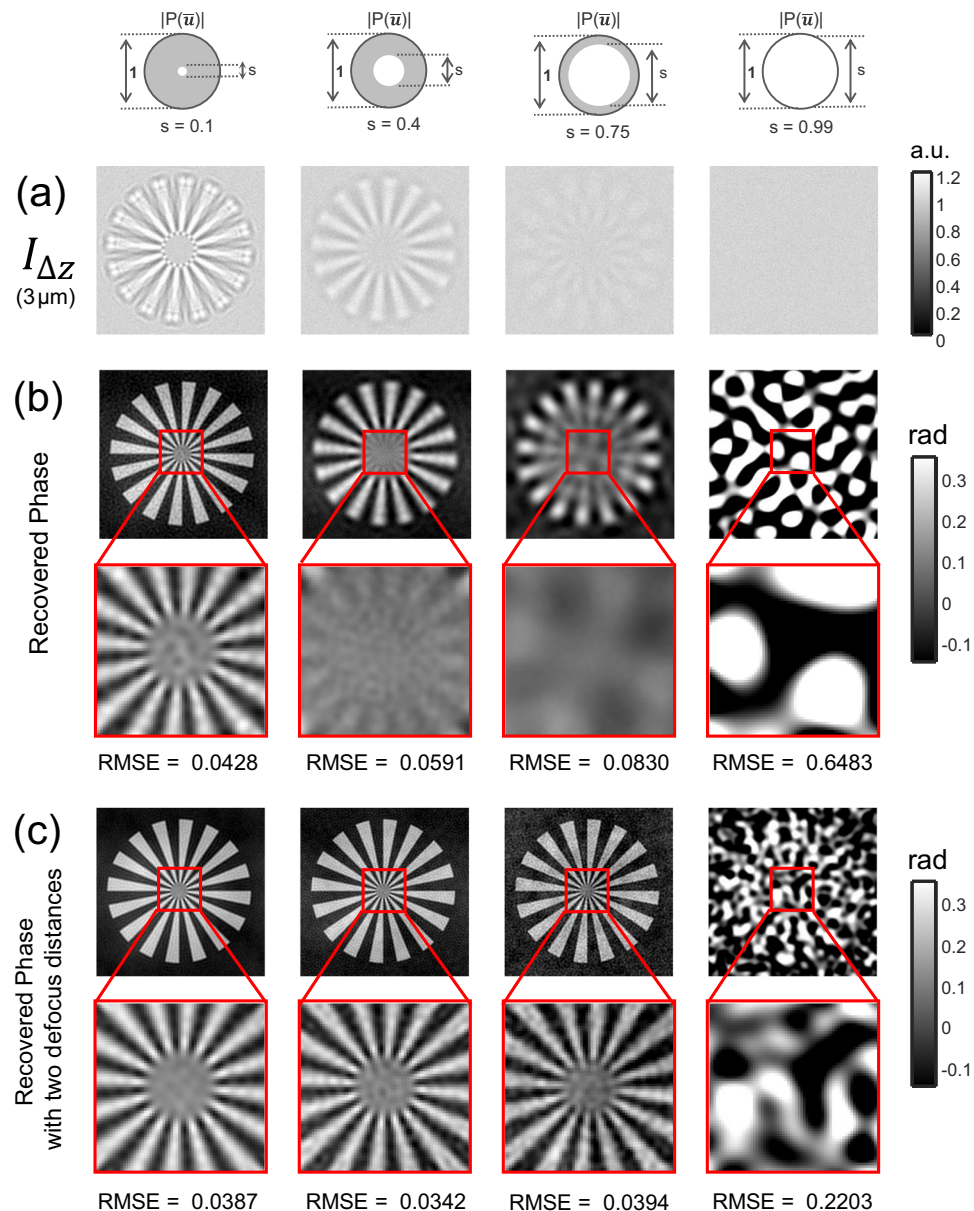 |P(ū)| |P(ū)| |P(ū)| |P(ū)|
1 s 1 s 1 s 1 s
s = 0.1 s = 0.4 s = 0.75 s = 0.99
(a)
I_Δz
(3μm)
a.u.
1.2
1
0.8
0.6
0.4
0.2
0
(b)
Recovered Phase
rad
0.3
0.2
0.1
0
-0.1
RMSE = 0.0428 RMSE = 0.0591 RMSE = 0.0830 RMSE = 0.6483
(c)
Recovered Phase
with two defocus distances
rad
0.3
0.2
0.1
0
-0.1
RMSE = 0.0387 RMSE = 0.0342 RMSE = 0.0394 RMSE = 0.2203